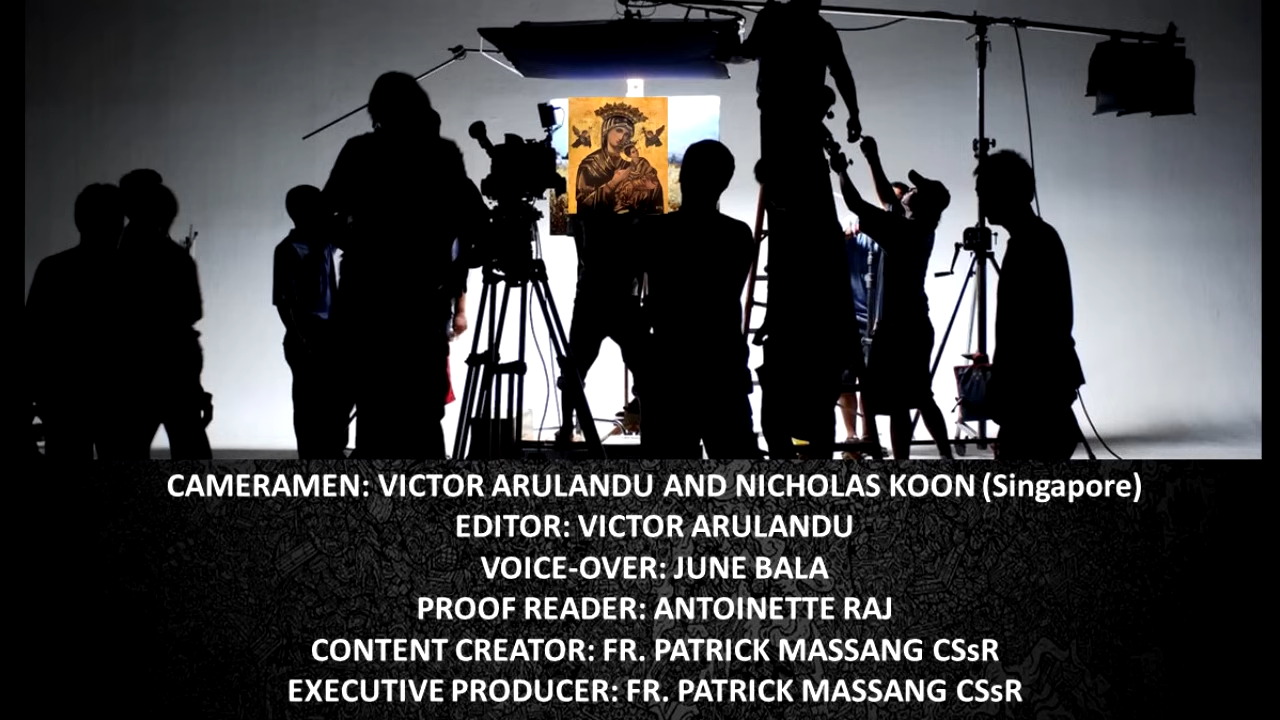 CAMERAMEN: VICTOR ARULANDU AND NICHOLAS KOON (Singapore)
EDITOR: VICTOR ARULANDU
VOICE-OVER: JUNE BALA
PROOF READER: ANTOINETTE RAJ
CONTENT CREATOR: FR. PATRICK MASSANG CSsR
EXECUTIVE PRODUCER: FR. PATRICK MASSANG CSsR